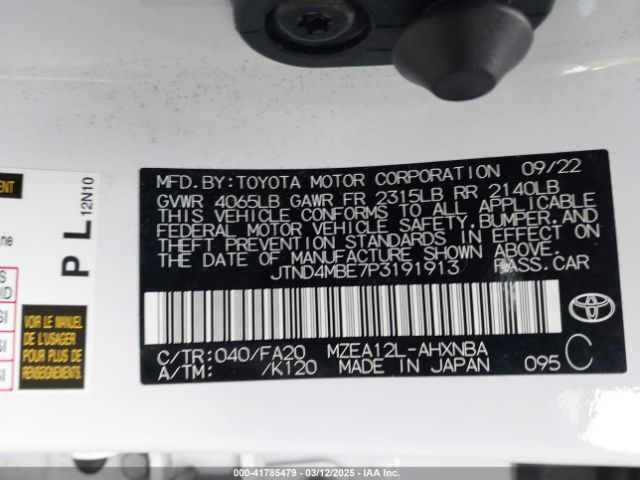 MFD.BY:TOYOTA MOTOR CORPORATION 09/22
GVWR 4065LB GAWR FR 2315LB RR 2140LB
THIS VEHICLE CONFORMS TO ALL APPLICABLE
FEDERAL MOTOR VEHICLE SAFETY,BUMPER,AND
THEFT PREVENTION STANDARDS IN EFFECT ON
THE DATE OF MANUFACTURE SHOWN ABOVE.
JTND4MBE7P3191913 PASS.CAR
C/TR:040/FA20 MZEA12L-AHXNBA
A/TM: /K120 MADE IN JAPAN 095 C
P L 12N10
VOIR LE MANUEL
DE L'USAGER
POUR PLUS DE
000-41785479 - 03/12/2025 - IAAI.COM